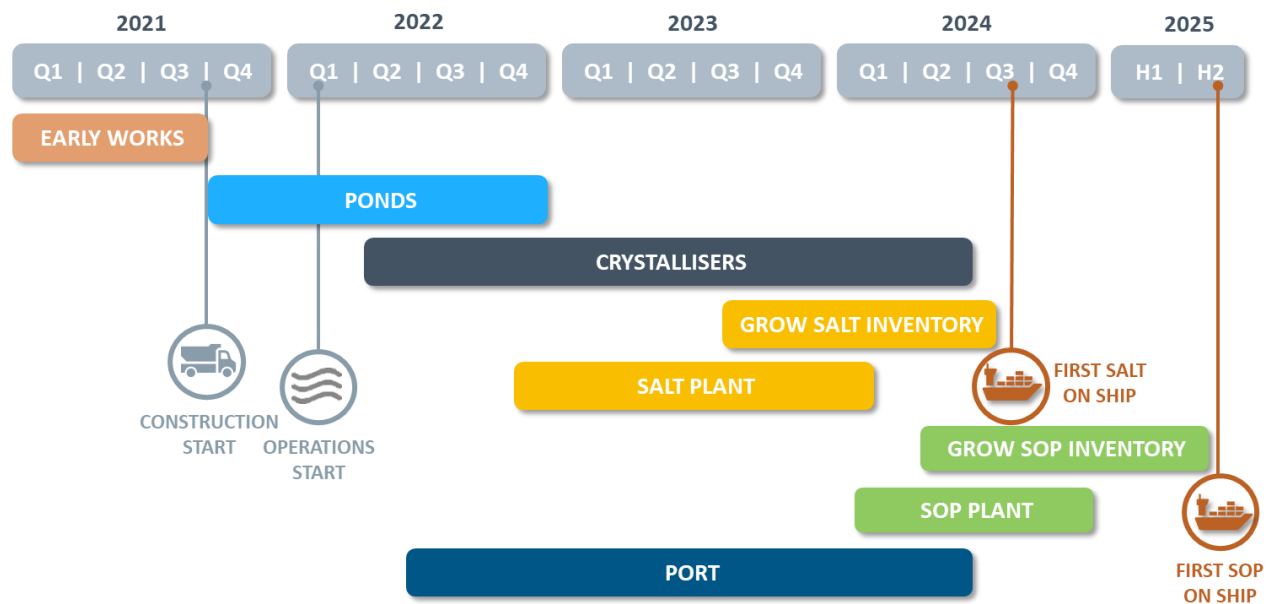 2021 2022 2023 2024 2025
Q1 | Q2 | Q3 | Q4 Q1 | Q2 | Q3 | Q4 Q1 | Q2 | Q3 | Q4 Q1 | Q2 | Q3 | Q4 H1 | H2
EARLY WORKS
PONDS
CRYSTALLISERS
GROW SALT INVENTORY
SALT PLANT
FIRST SALT
ON SHIP
CONSTRUCTION
START
OPERATIONS
START
GROW SOP INVENTORY
SOP PLANT
PORT
FIRST SOP
ON SHIP